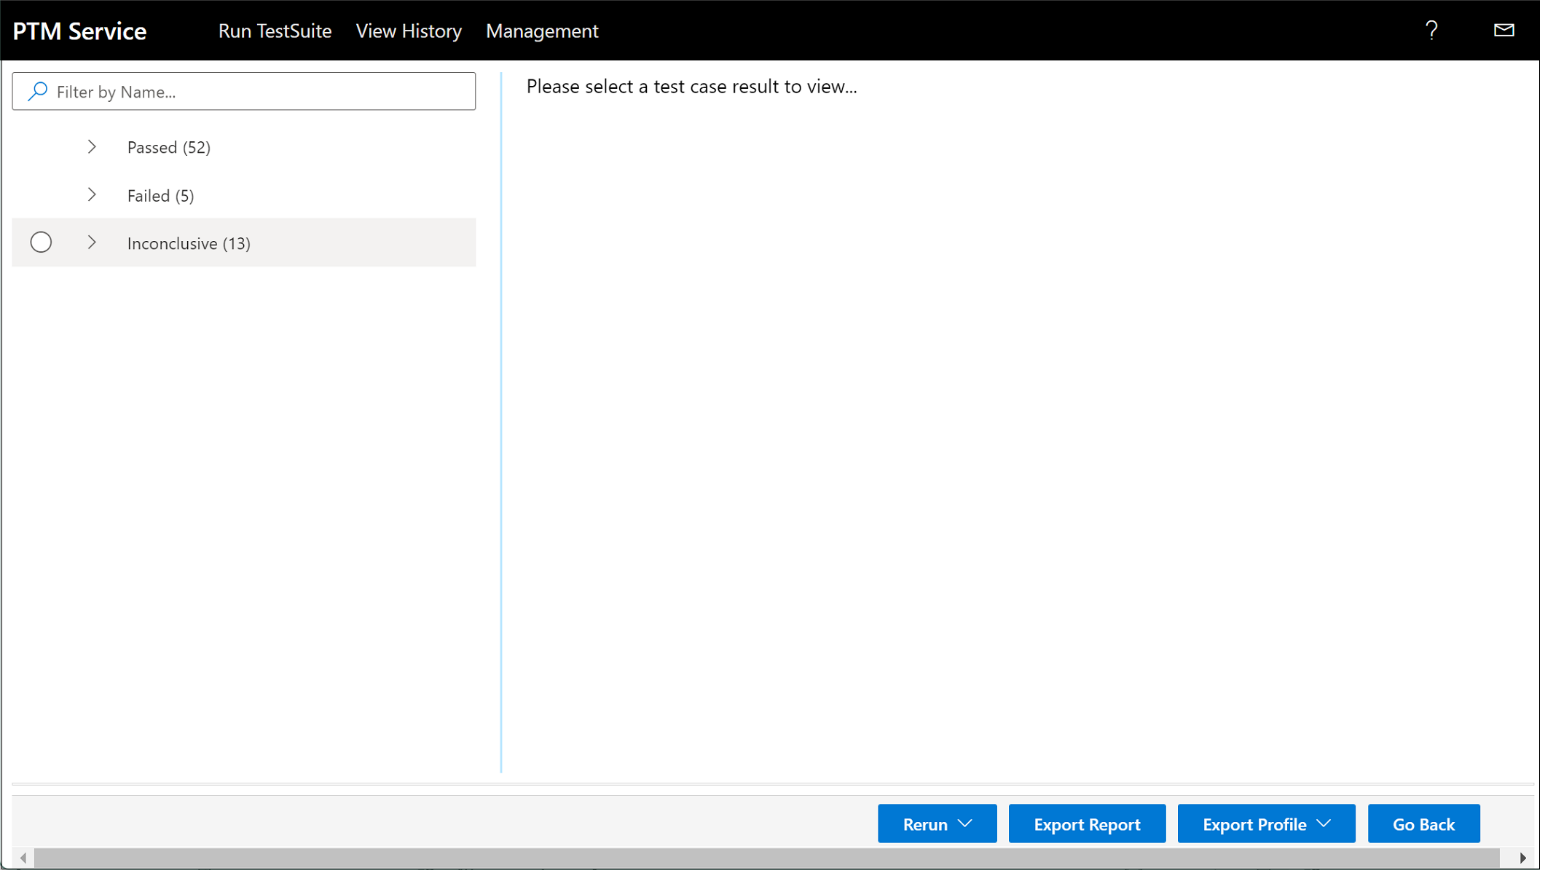 PTM Service Run TestSuite View History Management ?
Filter by Name...
Please select a test case result to view...
Passed (52)
Failed (5)
Inconclusive (13)
Rerun Export Report Export Profile Go Back